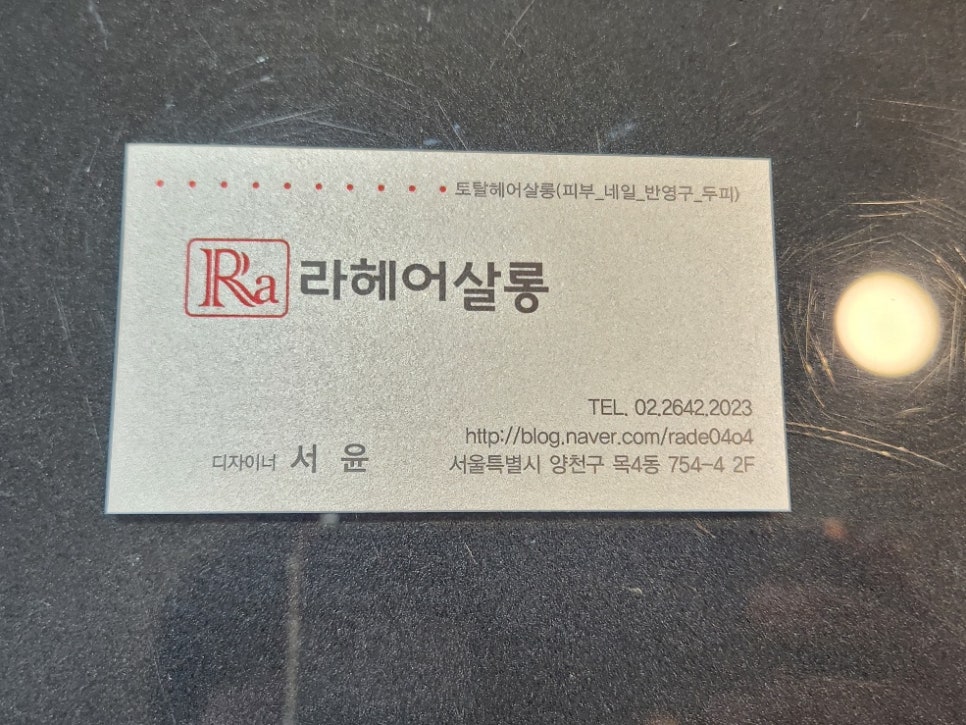 토탈헤어살롱(피부_네일_반영구_두피)
Ra 라헤어살롱
TEL. 02.2642.2023
http://blog.naver.com/rade04o4
디자이너 서 윤 서울특별시 양천구 목4동 754-4 2F